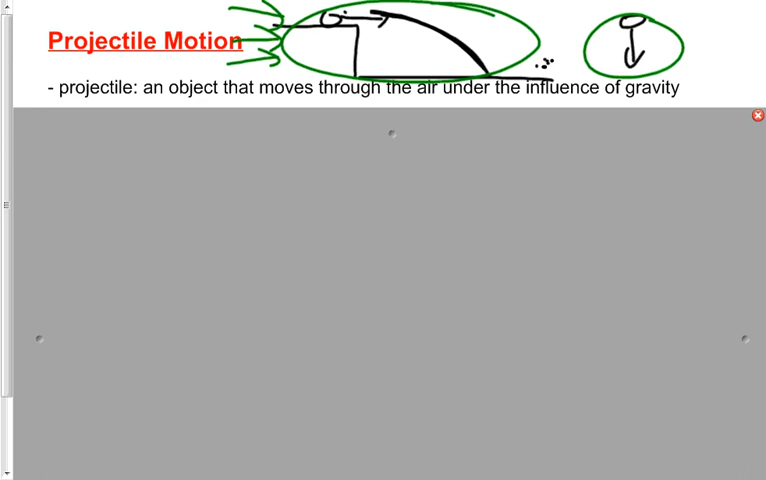 Projectile Motion
- projectile: an object that moves through the air under the influence of gravity